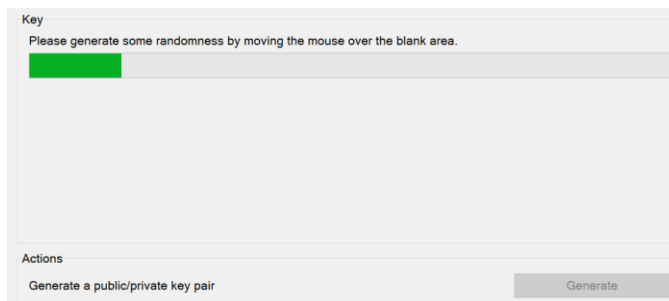 Key
Please generate some randomness by moving the mouse over the blank area.
Actions
Generate a public/private key pair
Generate